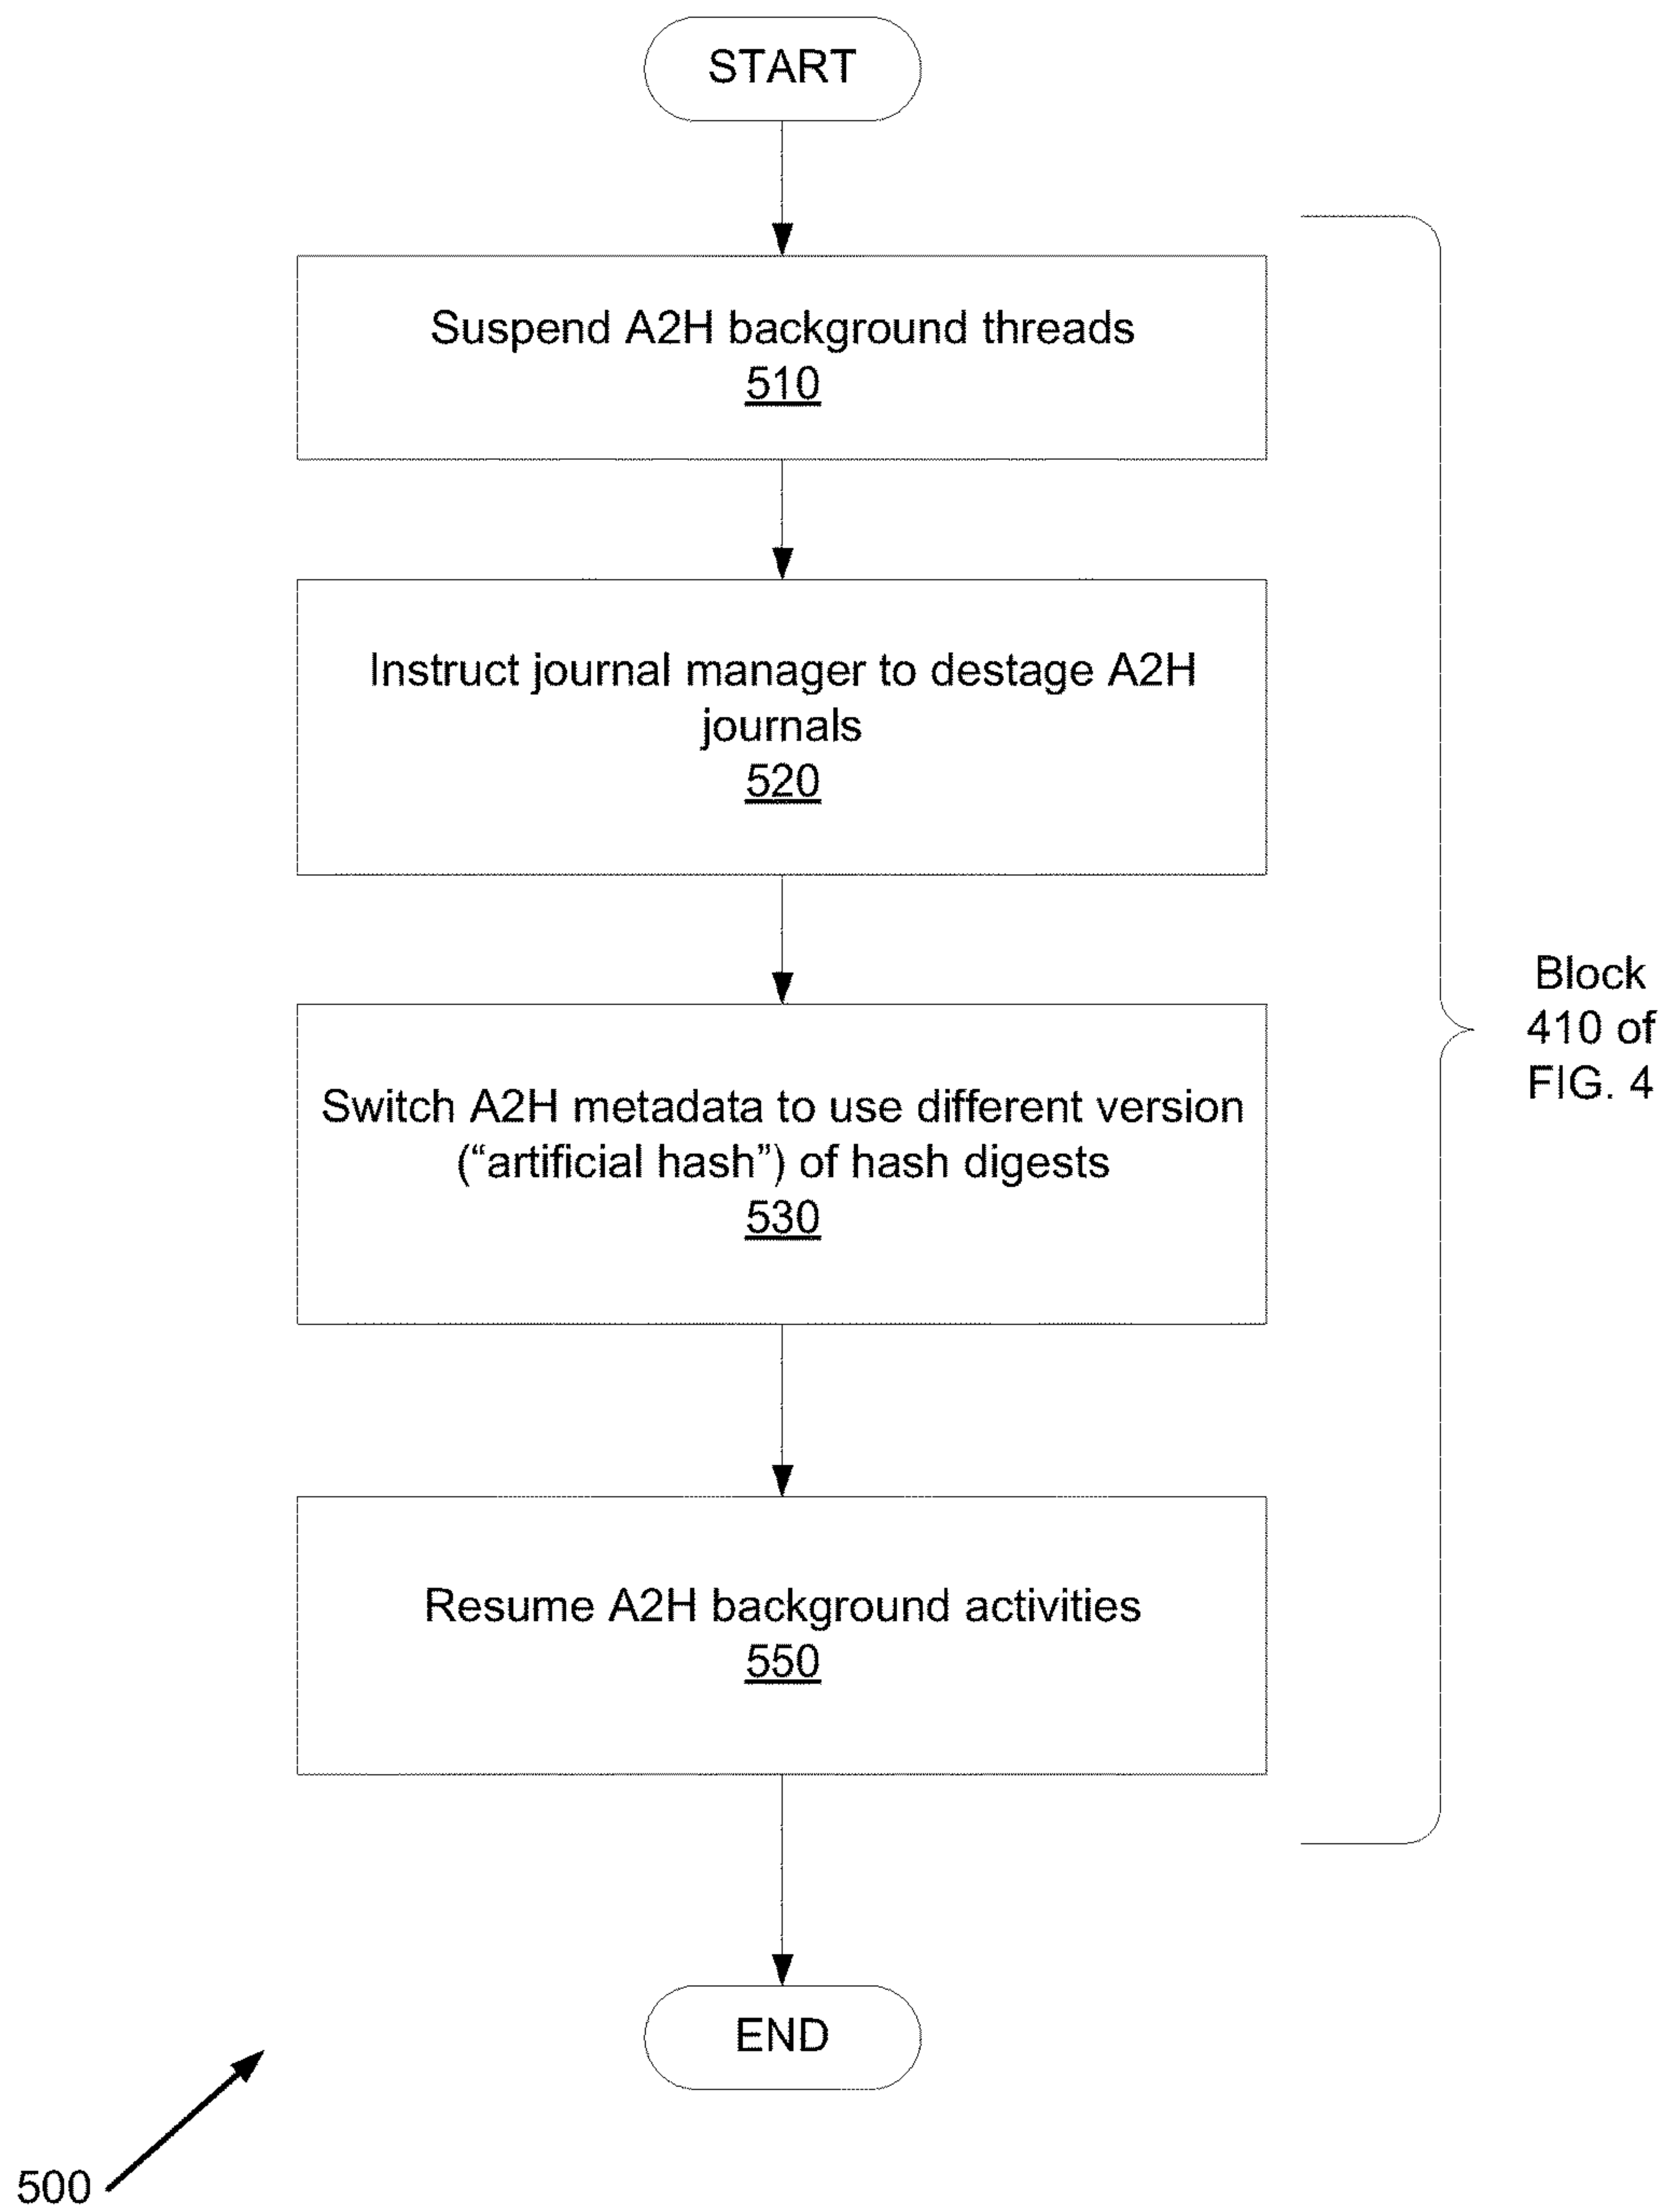 START
Suspend A2H background threads
510
Instruct journal manager to destage A2H
journals
520
Switch A2H metadata to use different version
(“artificial hash”) of hash digests
530
Resume A2H background activities
550
END
Block
410 of
FIG. 4
500